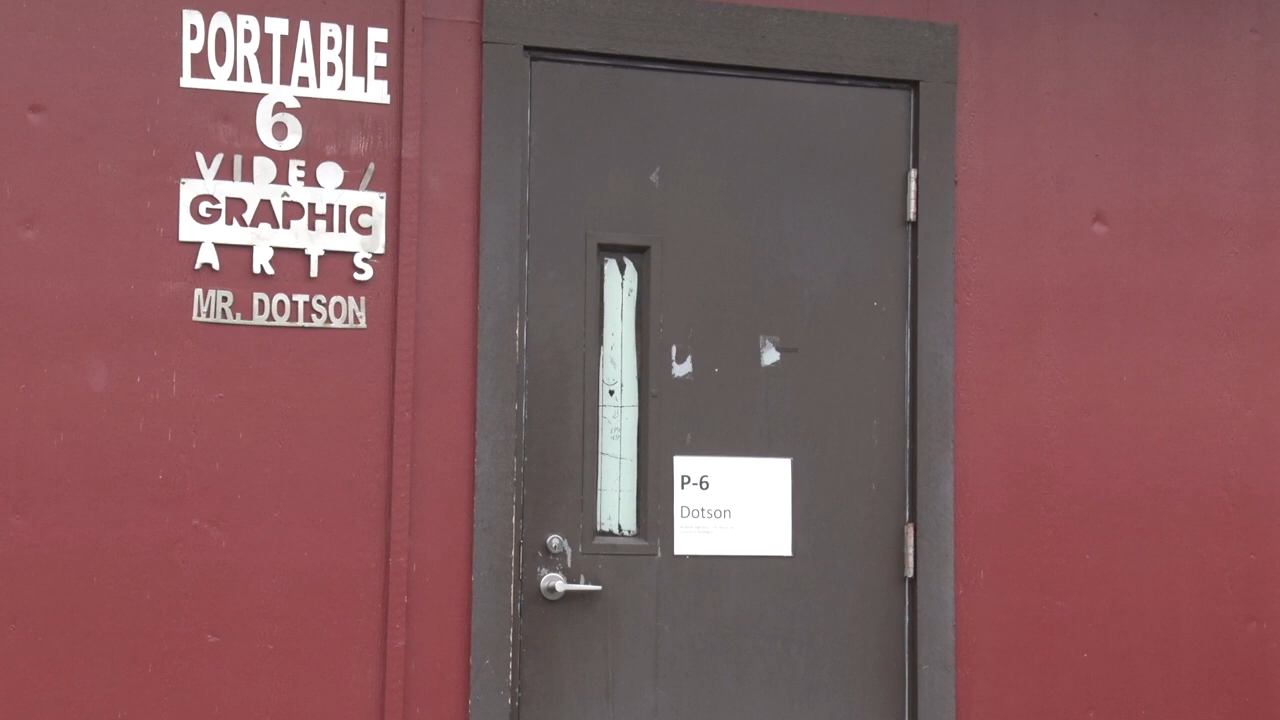 PORTABLE
6
VIDEO/
GRAPHIC
ARTS
MR. DOTSON
P-6
Dotson